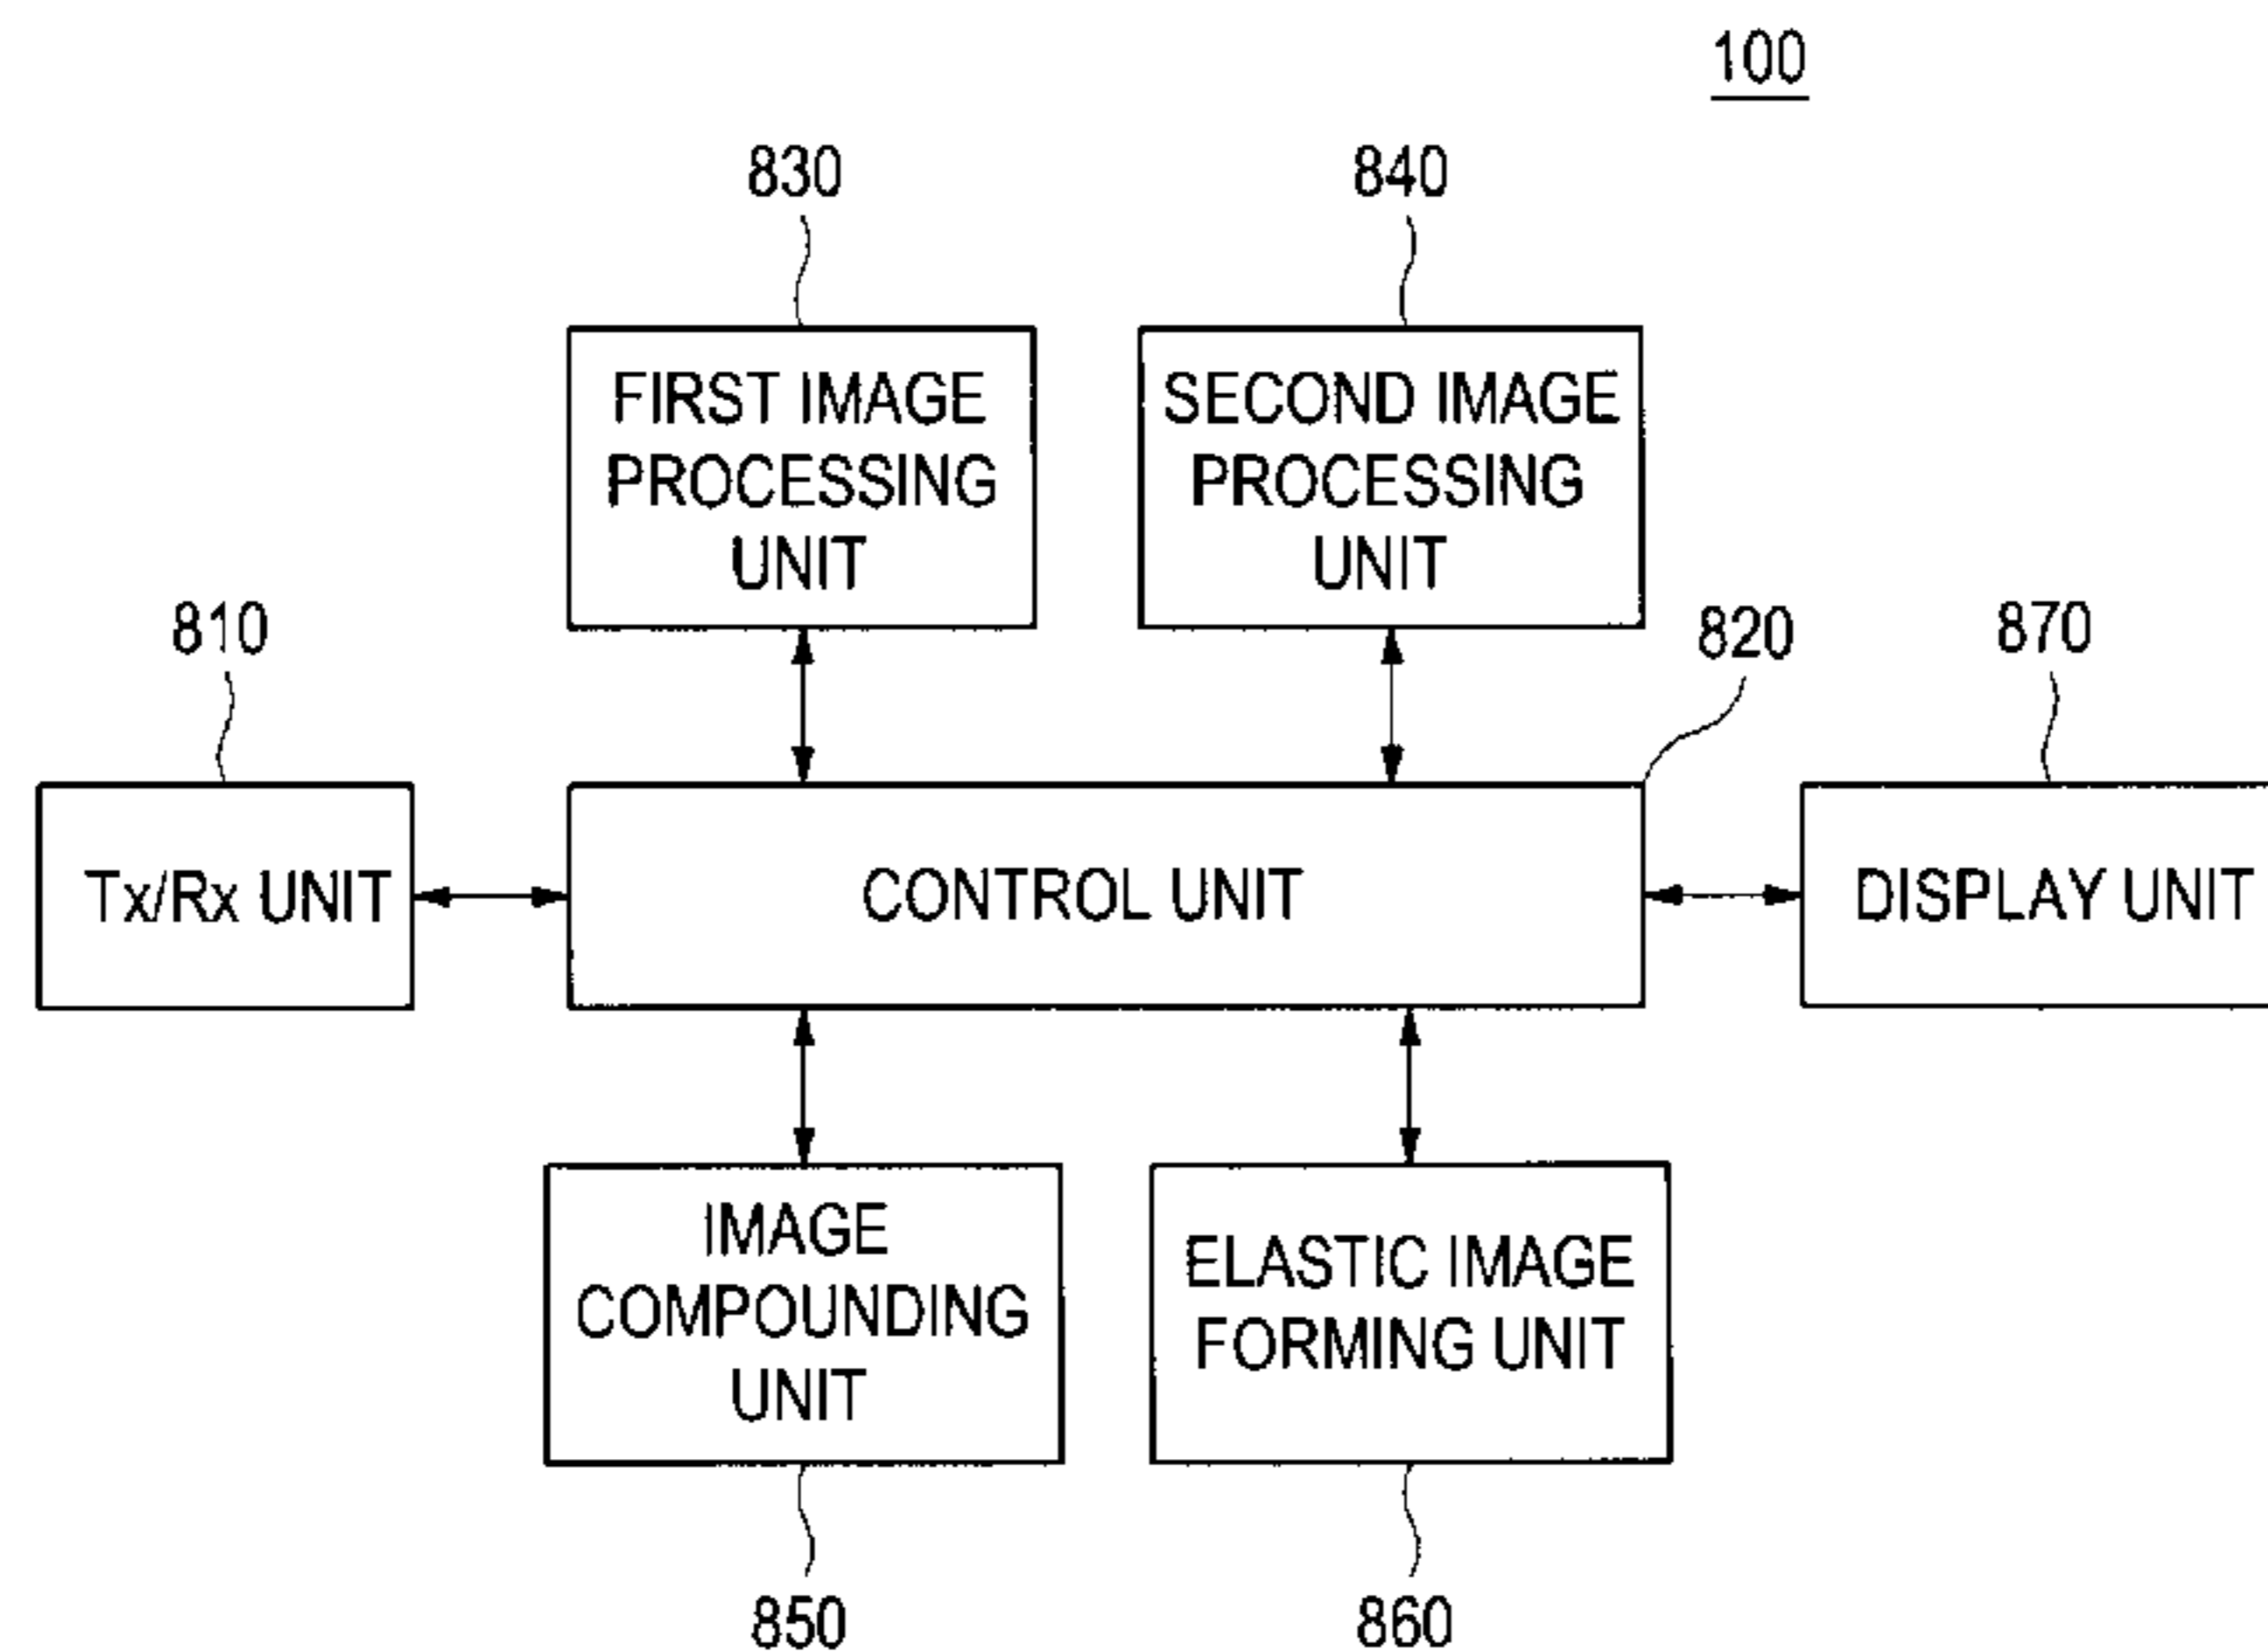 100
830
840
FIRST IMAGE
PROCESSING
UNIT
SECOND IMAGE
PROCESSING
UNIT
810
820
870
Tx/Rx UNIT
CONTROL UNIT
DISPLAY UNIT
IMAGE
COMPOUNDING
UNIT
ELASTIC IMAGE
FORMING UNIT
850
860